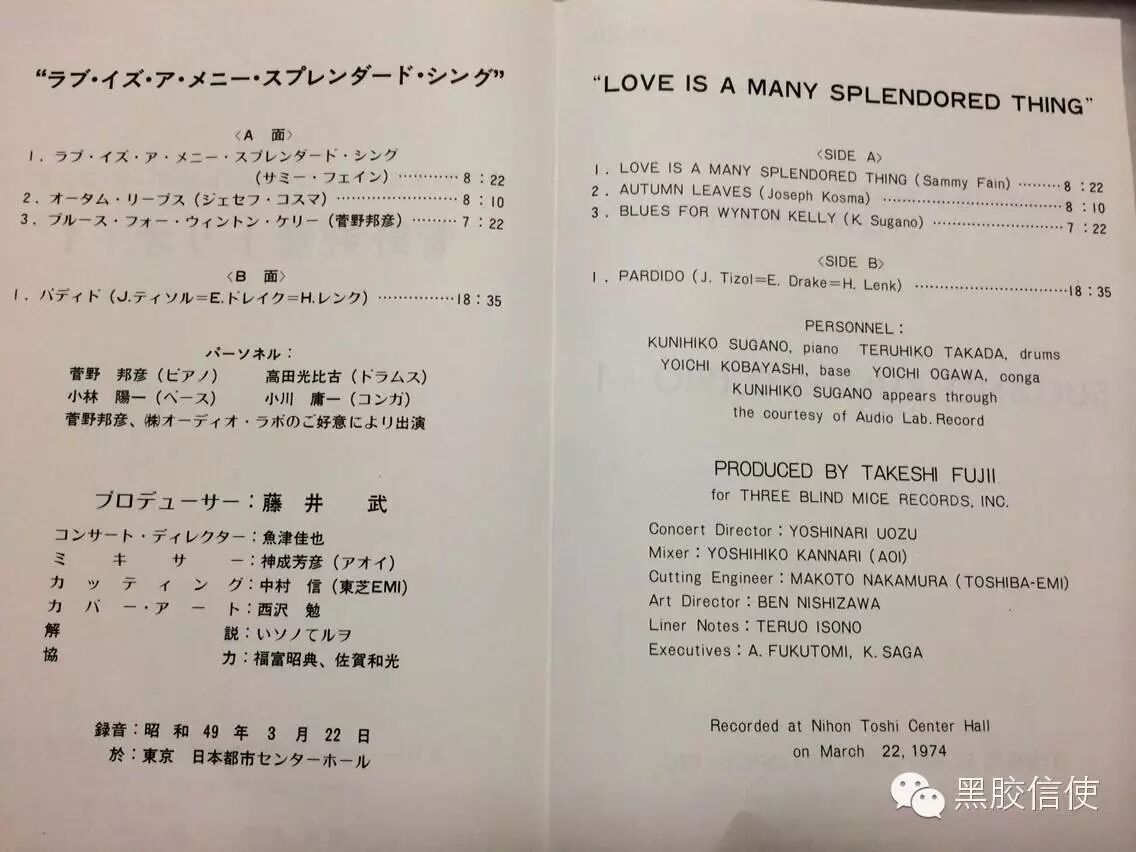 “ラブ・イズ・ア・メニー・スプレンダード・シング”
〈A 面〉
1. ラブ・イズ・ア・メニー・スプレンダード・シング
(サミー・フェイン) ············ 8:22
2. オータム・リーブス (ジェセフ・コスマ) ····················· 8:10
3. ブルース・フォー・ウィントン・ケリー (菅野邦彦) ········· 7:22
〈B 面〉
1. パディド (J.ティソル=E.ドレイク=H.レンク) ···············18:35
パーソネル:
菅野 邦彦 (ピアノ) 高田光比古 (ドラムス)
小林 陽一 (ベース) 小川 庸一 (コンガ)
菅野邦彦、㈱オーディオ・ラボのご好意により出演
プロデューサー: 藤井 武
コンサート・ディレクター: 魚津佳也
ミキサー: 神成芳彦 (アオイ)
カッティング: 中村 信 (東芝EMI)
カバー・アート: 西沢 勉
解説: いソノてルヲ
協力: 福富昭典、佐賀和光
録音: 昭和 49 年 3 月 22 日
於: 東京 日本都市センターホール
“LOVE IS A MANY SPLENDORED THING”
〈SIDE A〉
1. LOVE IS A MANY SPLENDORED THING (Sammy Fain) ········· 8:22
2. AUTUMN LEAVES (Joseph Kosma) ························ 8:10
3. BLUES FOR WYNTON KELLY (K. Sugano) ··················· 7:22
〈SIDE B〉
1. PARDIDO (J. Tizol=E. Drake=H. Lenk) ·····················18:35
PERSONNEL:
KUNIHIKO SUGANO, piano TERUHIKO TAKADA, drums
YOICHI KOBAYASHI, base YOICHI OGAWA, conga
KUNIHIKO SUGANO appears through
the courtesy of Audio Lab. Record
PRODUCED BY TAKESHI FUJII
for THREE BLIND MICE RECORDS, INC.
Concert Director: YOSHINARI UOZU
Mixer: YOSHIHIKO KANNARI (AOI)
Cutting Engineer: MAKOTO NAKAMURA (TOSHIBA-EMI)
Art Director: BEN NISHIZAWA
Liner Notes: TERUO ISONO
Executives: A. FUKUTOMI, K. SAGA
Recorded at Nihon Toshi Center Hall
on March 22, 1974
黑胶信使